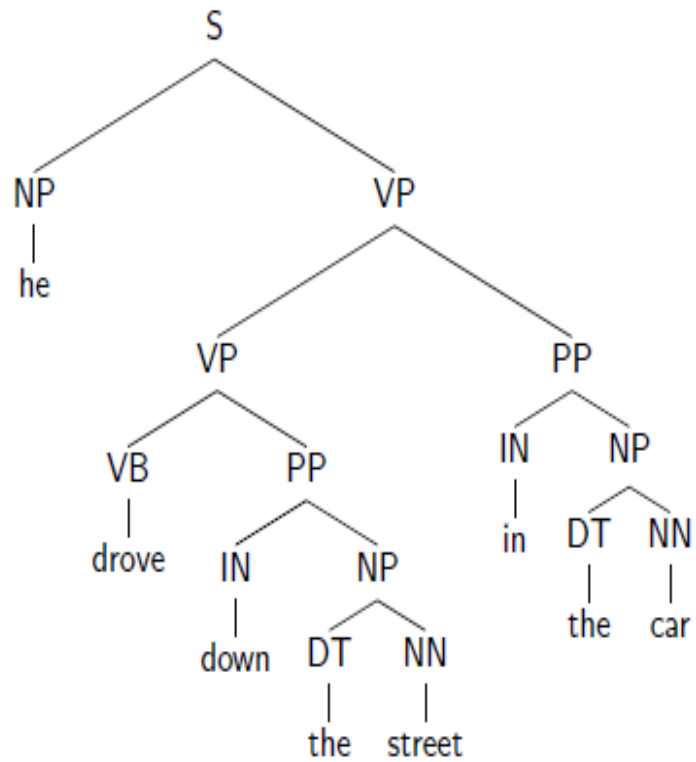 S
NP VP
he
VP PP
VB PP IN NP
drove IN NP in DT NN
down DT NN the car
the street